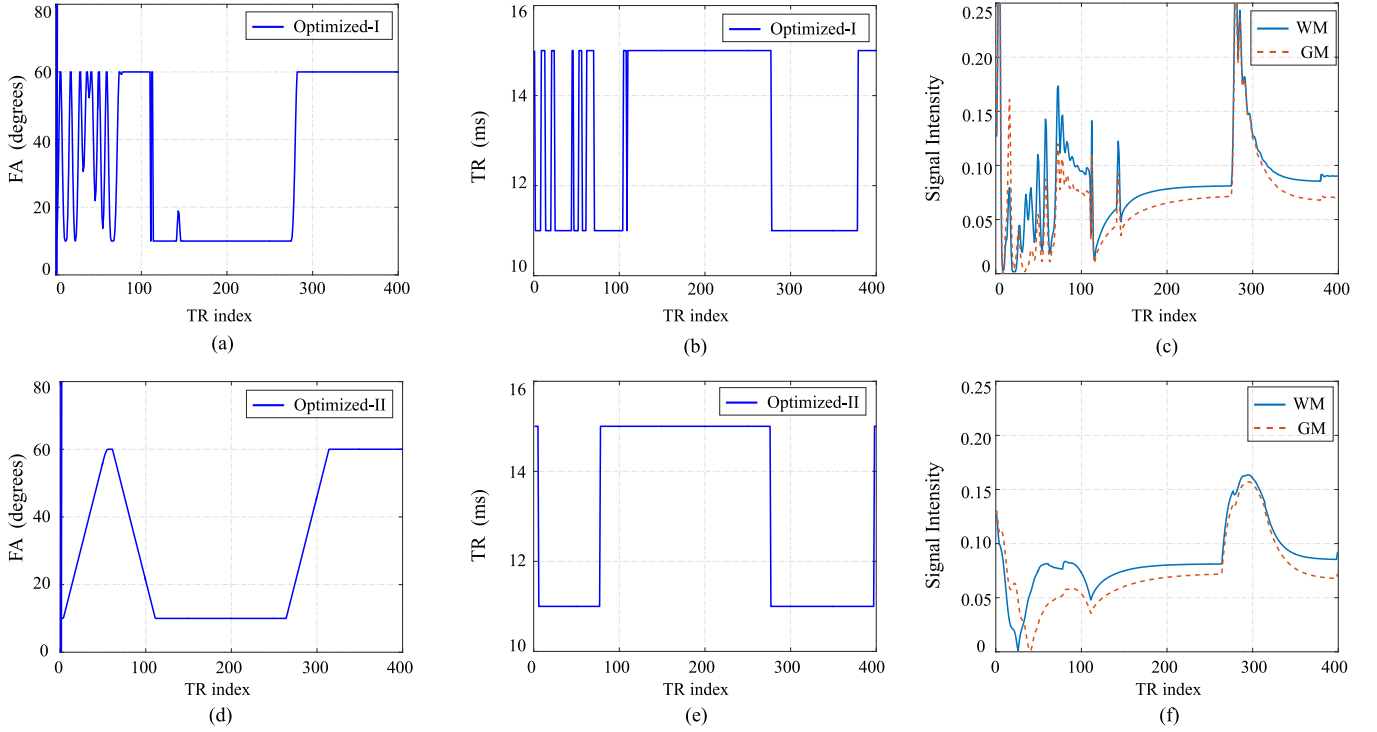 80
60
40
20
0
FA (degrees)
Optimized-I
0
100
200
300
400
TR index
(a)
16
14
12
10
TR (ms)
Optimized-I
0
100
200
300
400
TR index
(b)
0.25
0.20
0.15
0.10
0.05
0
Signal Intensity
WM
GM
0
100
200
300
400
TR index
(c)
80
60
40
20
0
FA (degrees)
Optimized-II
0
100
200
300
400
TR index
(d)
16
14
12
10
TR (ms)
Optimized-II
0
100
200
300
400
TR index
(e)
0.25
0.20
0.15
0.10
0.05
0
Signal Intensity
WM
GM
0
100
200
300
400
TR index
(f)